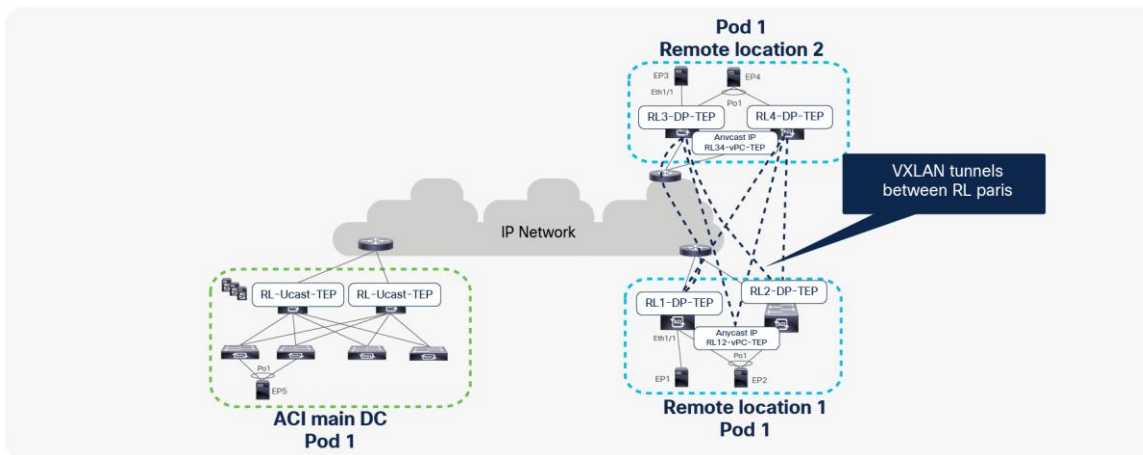 Pod 1
Remote location 2
EP3
EP4
Eth1/1
Po1
RL3-DP-TEP
RL4-DP-TEP
Anycast IP
RL34-vPC-TEP
VXLAN tunnels
between RL paris
IP Network
RL-Ucast-TEP
RL-Ucast-TEP
RL1-DP-TEP
RL2-DP-TEP
Eth1/1
Anycast IP
RL12-vPC-TEP
Po1
Po1
EP5
EP1
EP2
ACI main DC
Pod 1
Remote location 1
Pod 1